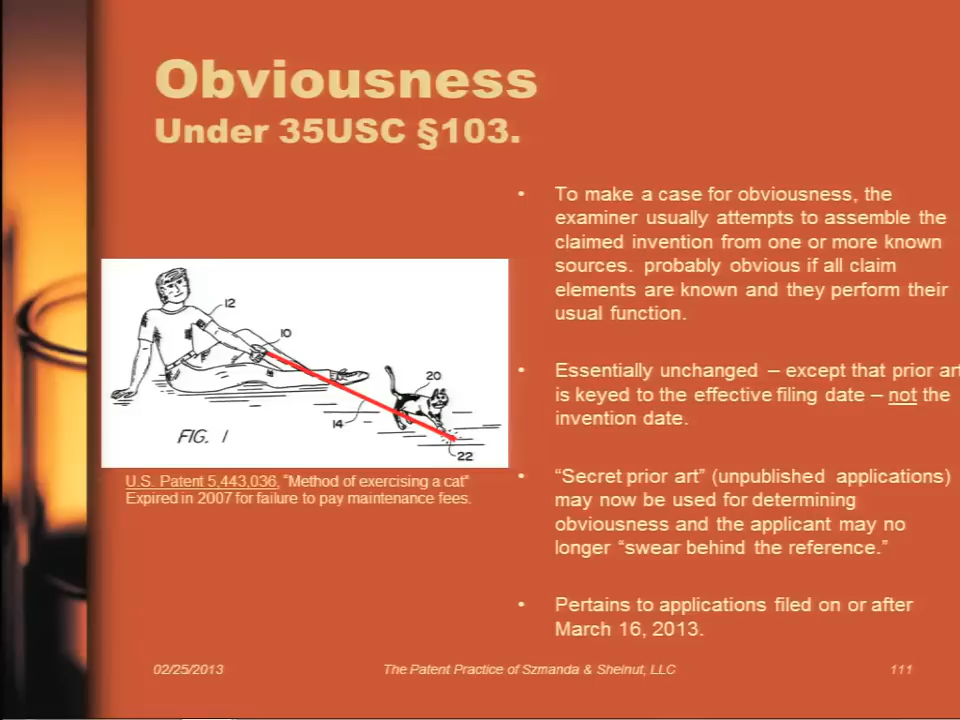 Obviousness
Under 35USC §103.
12
10
20
14
22
FIG. 1
U.S. Patent 5,443,036, “Method of exercising a cat”
Expired in 2007 for failure to pay maintenance fees.
• To make a case for obviousness, the
examiner usually attempts to assemble the
claimed invention from one or more known
sources. probably obvious if all claim
elements are known and they perform their
usual function.
• Essentially unchanged – except that prior art
is keyed to the effective filing date – not the
invention date.
• “Secret prior art” (unpublished applications)
may now be used for determining
obviousness and the applicant may no
longer “swear behind the reference.”
• Pertains to applications filed on or after
March 16, 2013.
02/25/2013
The Patent Practice of Szmanda & Shelnut, LLC
111